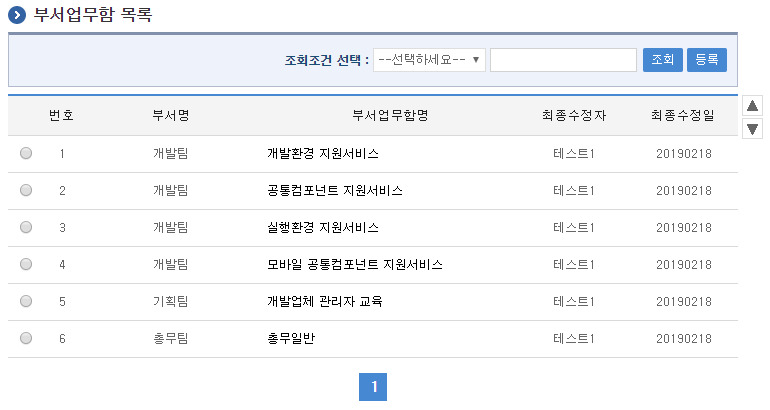 부서업무함 목록
조회조건 선택 : --선택하세요-- 조회 등록
번호 부서명 부서업무함명 최종수정자 최종수정일
1 개발팀 개발환경 지원서비스 테스트1 20190218
2 개발팀 공통컴포넌트 지원서비스 테스트1 20190218
3 개발팀 실행환경 지원서비스 테스트1 20190218
4 개발팀 모바일 공통컴포넌트 지원서비스 테스트1 20190218
5 기획팀 개발업체 관리자 교육 테스트1 20190218
6 총무팀 총무일반 테스트1 20190218
1